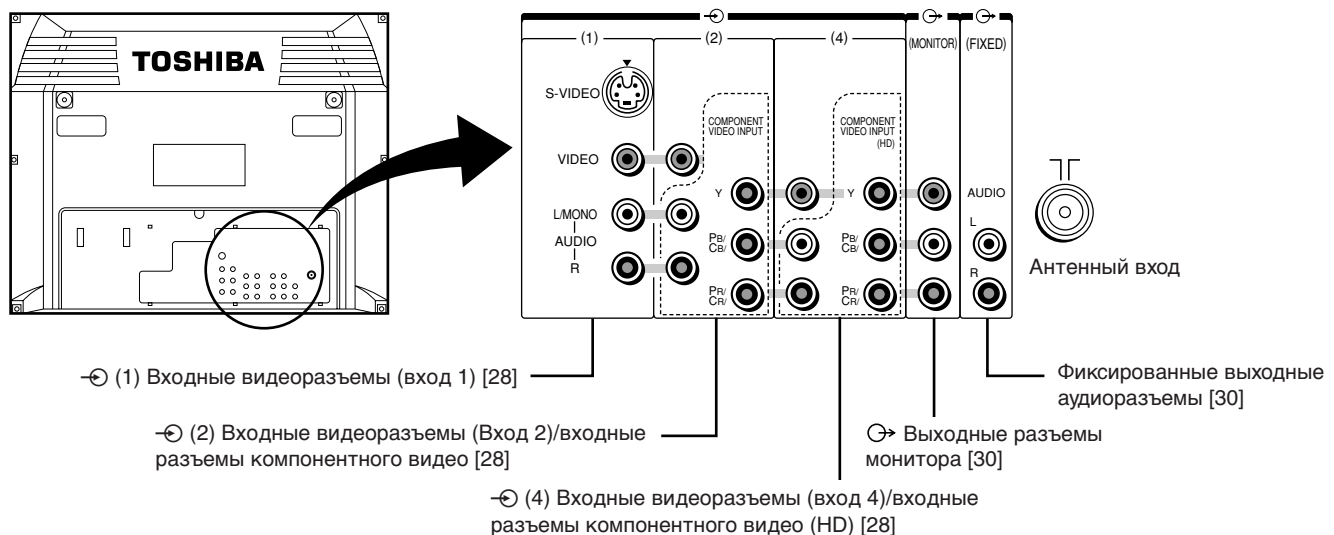 TOSHIBA
(1)
(2)
(4)
(MONITOR)
(FIXED)
S-VIDEO
COMPONENT
VIDEO INPUT
COMPONENT
VIDEO INPUT
(HD)
VIDEO
Y
Y
AUDIO
L/MONO
AUDIO
R
PB/
CB/
PB/
CB/
L
PR/
CR/
PR/
CR/
R
Антенный вход
(1) Входные видеоразъемы (вход 1) [28]
(2) Входные видеоразъемы (Вход 2)/входные
разъемы компонентного видео [28]
(4) Входные видеоразъемы (вход 4)/входные
разъемы компонентного видео (HD) [28]
Выходные разъемы
монитора [30]
Фиксированные выходные
аудиоразъемы [30]